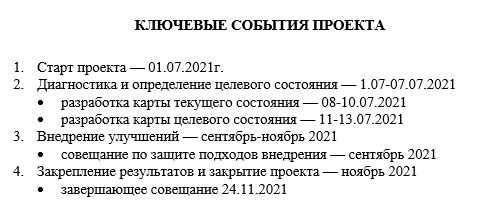 КЛЮЧЕВЫЕ СОБЫТИЯ ПРОЕКТА
1. Старт проекта — 01.07.2021г.
2. Диагностика и определение целевого состояния — 1.07-07.07.2021
• разработка карты текущего состояния — 08-10.07.2021
• разработка карты целевого состояния — 11-13.07.2021
3. Внедрение улучшений — сентябрь-ноябрь 2021
• совещание по защите подходов внедрения — сентябрь 2021
4. Закрепление результатов и закрытие проекта — ноябрь 2021
• завершающее совещание 24.11.2021